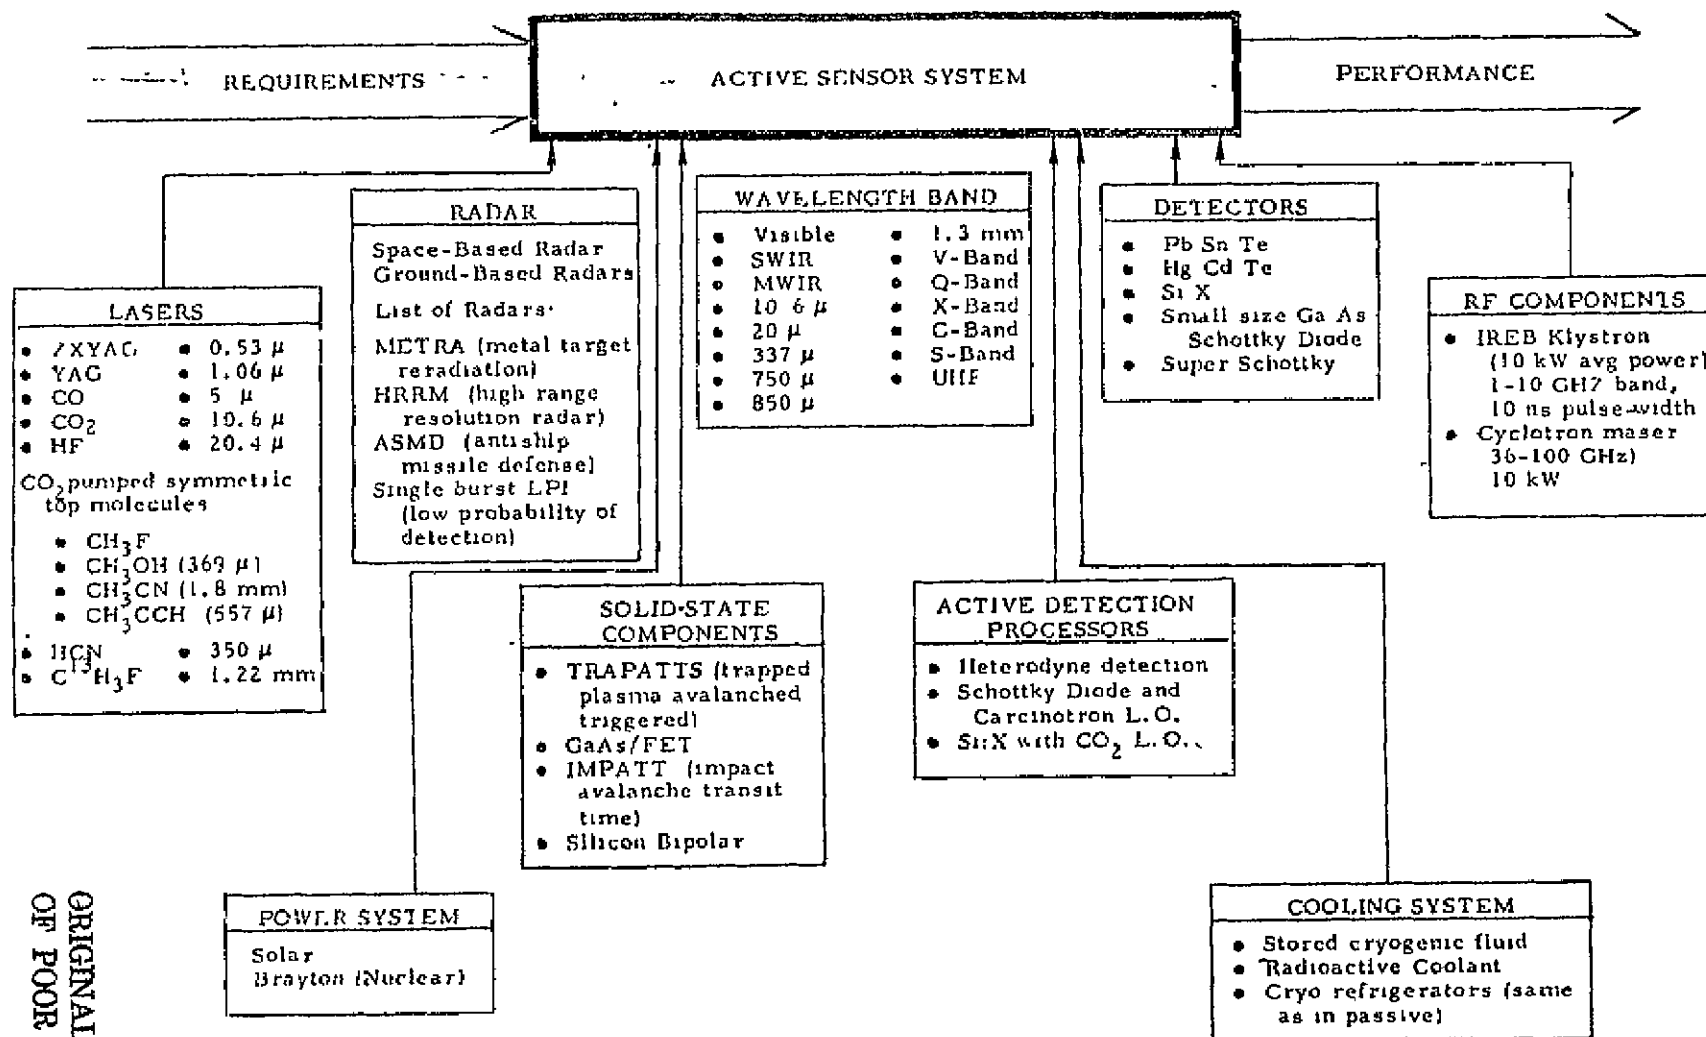 REQUIREMENTS
ACTIVE SENSOR SYSTEM
PERFORMANCE
LASERS
• 2XYAG • 0.53 μ
• YAG • 1.06 μ
• CO • 5 μ
• CO₂ • 10.6 μ
• HF • 20.4 μ
CO₂ pumped symmetric
top molecules
• CH₃F
• CH₃OH (369 μ)
• CH₃CN (1.8 mm)
• CH₃CCH (557 μ)
• HCN • 350 μ
• C¹³H₃F • 1.22 mm
RADAR
Space-Based Radar
Ground-Based Radars
List of Radars·
METRA (metal target
reradiation)
HRRM (high range
resolution radar)
ASMD (antiship
missile defense)
Single burst LPI
(low probability of
detection)
WAVELENGTH BAND
• Visible • 1.3 mm
• SWIR • V-Band
• MWIR • Q-Band
• 10 6 μ • X-Band
• 20 μ • C-Band
• 337 μ • S-Band
• 750 μ • UHF
• 850 μ
DETECTORS
• Pb Sn Te
• Hg Cd Te
• Si X
• Small size Ga As
Schottky Diode
• Super Schottky
RF COMPONENTS
• IREB Klystron
(10 kW avg power)
1-10 GHZ band,
10 ns pulse-width
• Cyclotron maser
36-100 GHz)
10 kW
SOLID-STATE
COMPONENTS
• TRAPATTS (trapped
plasma avalanched
triggered)
• GaAs/FET
• IMPATT (impact
avalanche transit
time)
• Silicon Bipolar
ACTIVE DETECTION
PROCESSORS
• Heterodyne detection
• Schottky Diode and
Carcinotron L.O.
• Si:X with CO₂ L.O.
POWER SYSTEM
Solar
Brayton (Nuclear)
COOLING SYSTEM
• Stored cryogenic fluid
• Radioactive Coolant
• Cryo refrigerators (same
as in passive)
ORIGINAL
OF POOR